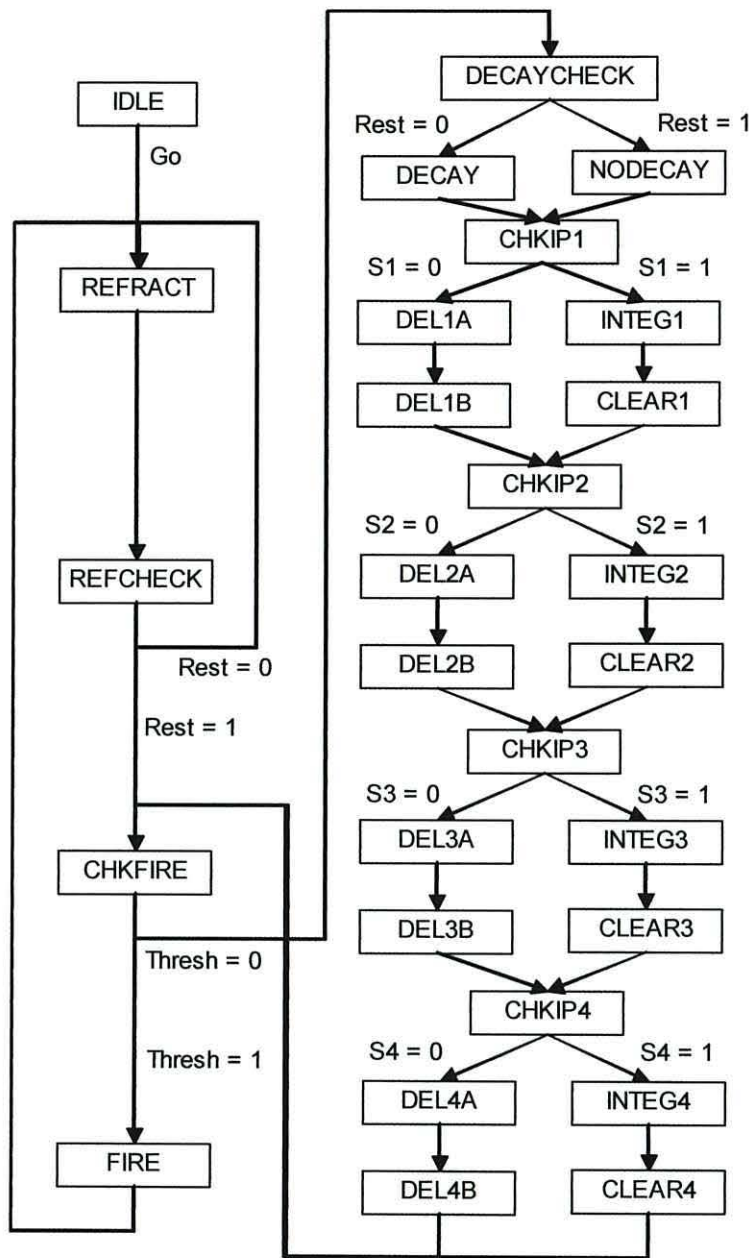 IDLE
Go
REFRACT
REFCHECK
Rest = 0
Rest = 1
CHKFIRE
Thresh = 0
Thresh = 1
FIRE
DECAYCHECK
Rest = 0
Rest = 1
DECAY
NODECAY
CHKIP1
S1 = 0
S1 = 1
DEL1A
INTEG1
DEL1B
CLEAR1
CHKIP2
S2 = 0
S2 = 1
DEL2A
INTEG2
DEL2B
CLEAR2
CHKIP3
S3 = 0
S3 = 1
DEL3A
INTEG3
DEL3B
CLEAR3
CHKIP4
S4 = 0
S4 = 1
DEL4A
INTEG4
DEL4B
CLEAR4